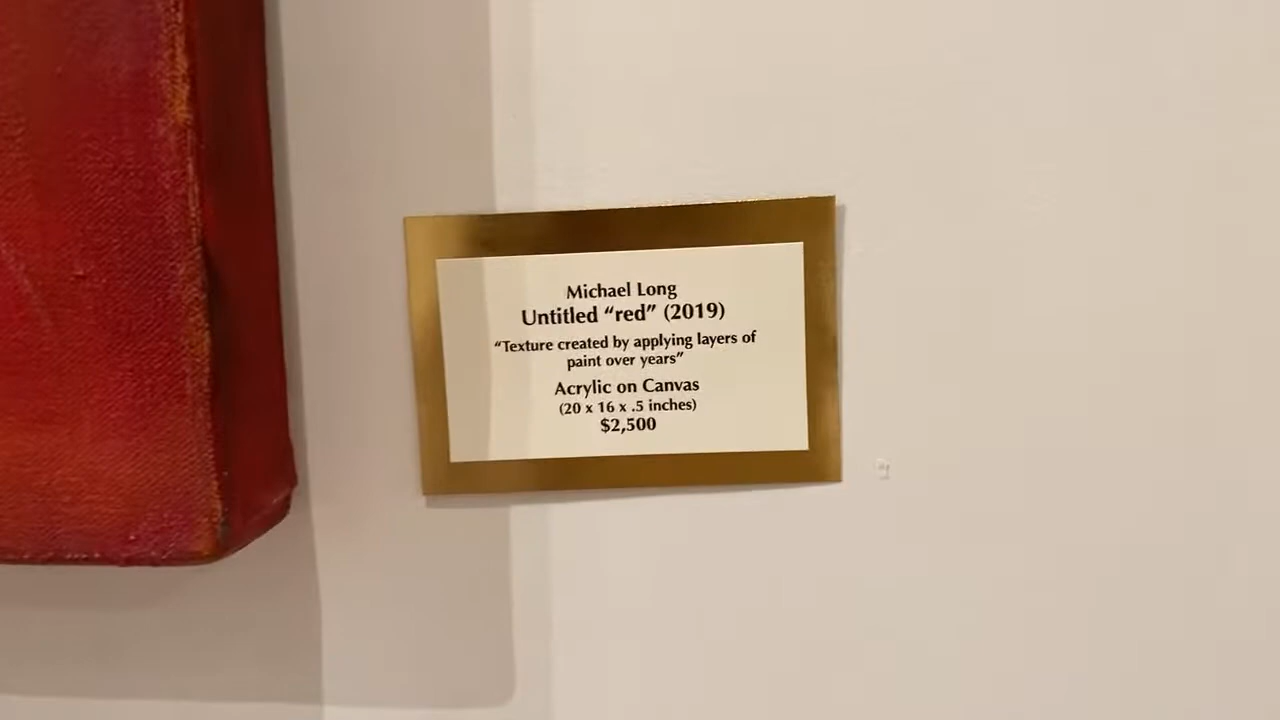 Michael Long
Untitled “red” (2019)
“Texture created by applying layers of
paint over years”
Acrylic on Canvas
(20 x 16 x .5 inches)
$2,500